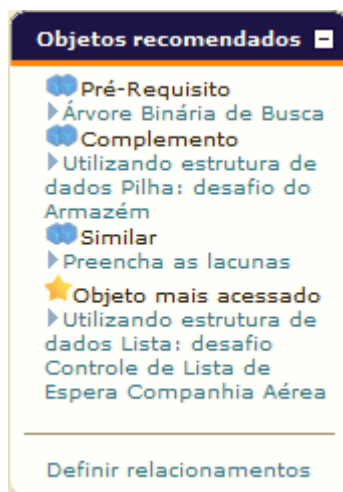 Objetos recomendados
Pré-Requisito
Árvore Binária de Busca
Complemento
Utilizando estrutura de
dados Pilha: desafio do
Armazém
Similar
Preencha as lacunas
Objeto mais acessado
Utilizando estrutura de
dados Lista: desafio
Controle de Lista de
Espera Companhia Aérea
Definir relacionamentos